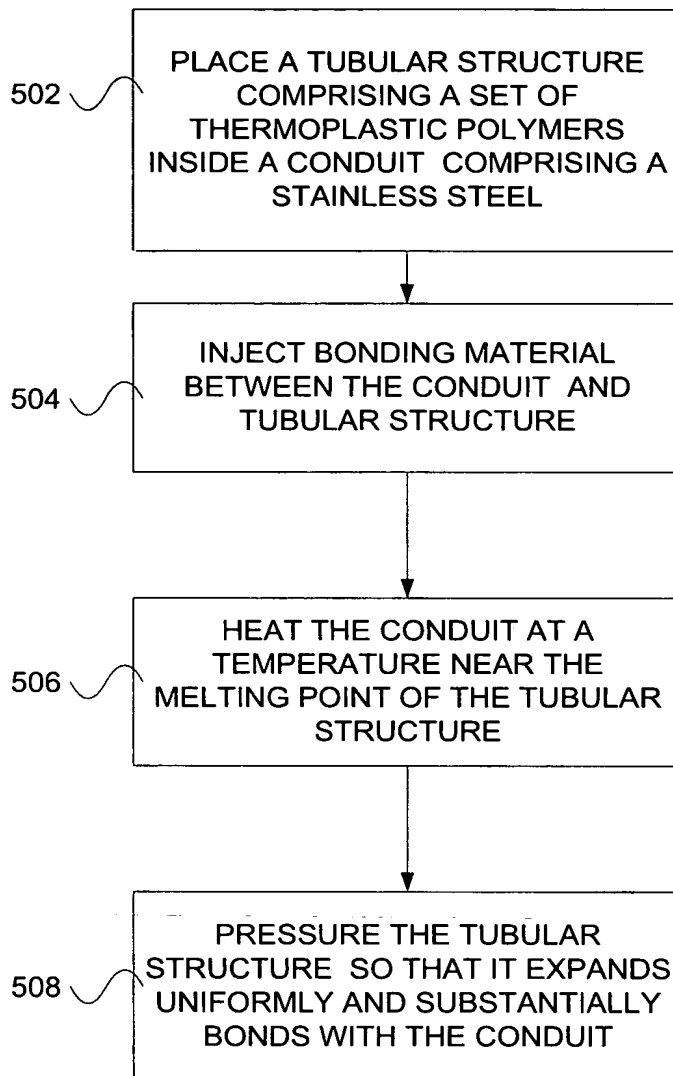 502
PLACE A TUBULAR STRUCTURE
COMPRISING A SET OF
THERMOPLASTIC POLYMERS
INSIDE A CONDUIT COMPRISING A
STAINLESS STEEL
504
INJECT BONDING MATERIAL
BETWEEN THE CONDUIT AND
TUBULAR STRUCTURE
506
HEAT THE CONDUIT AT A
TEMPERATURE NEAR THE
MELTING POINT OF THE TUBULAR
STRUCTURE
508
PRESSURE THE TUBULAR
STRUCTURE SO THAT IT EXPANDS
UNIFORMLY AND SUBSTANTIALLY
BONDS WITH THE CONDUIT